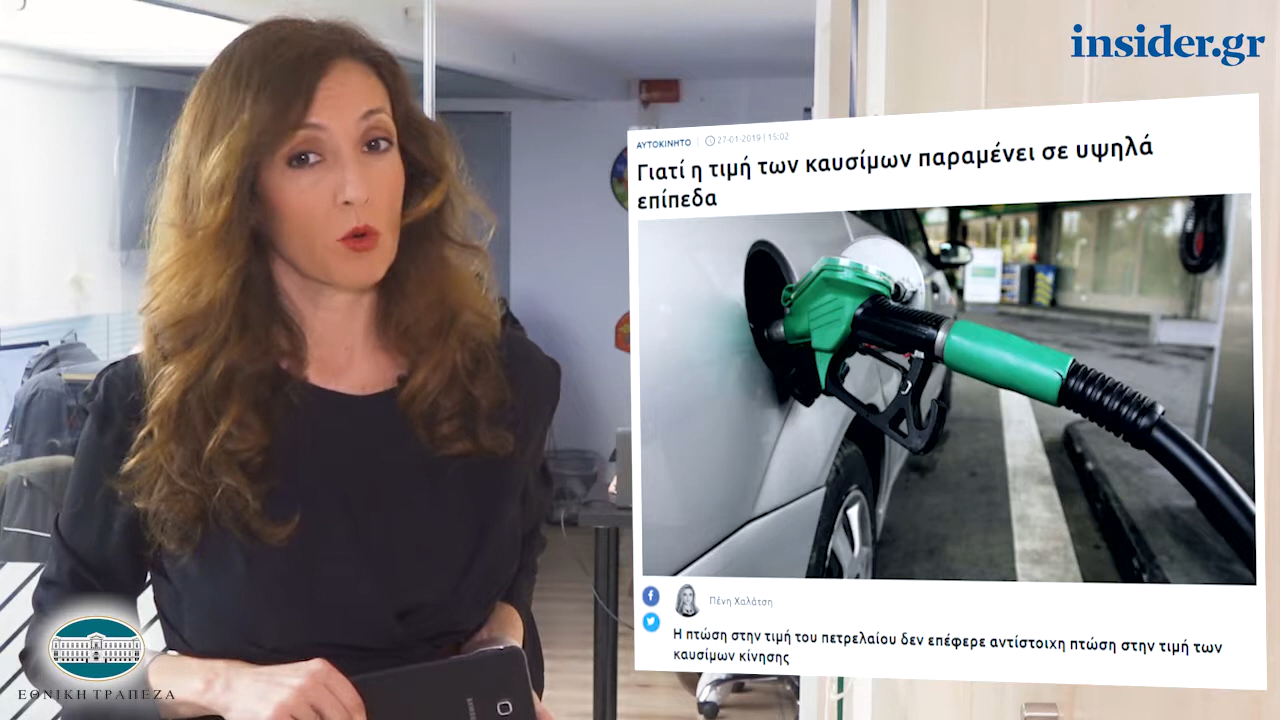 insider.gr
ΑΥΤΟΚΙΝΗΤΟ | 27-01-2019 | 15:02
Γιατί η τιμή των καυσίμων παραμένει σε υψηλά
επίπεδα
Πένη Χαλάτση
Η πτώση στην τιμή του πετρελαίου δεν επέφερε αντίστοιχη πτώση στην τιμή των
καυσίμων κίνησης
ΕΘΝΙΚΗ ΤΡΑΠΕΖΑ
SAMSUNG